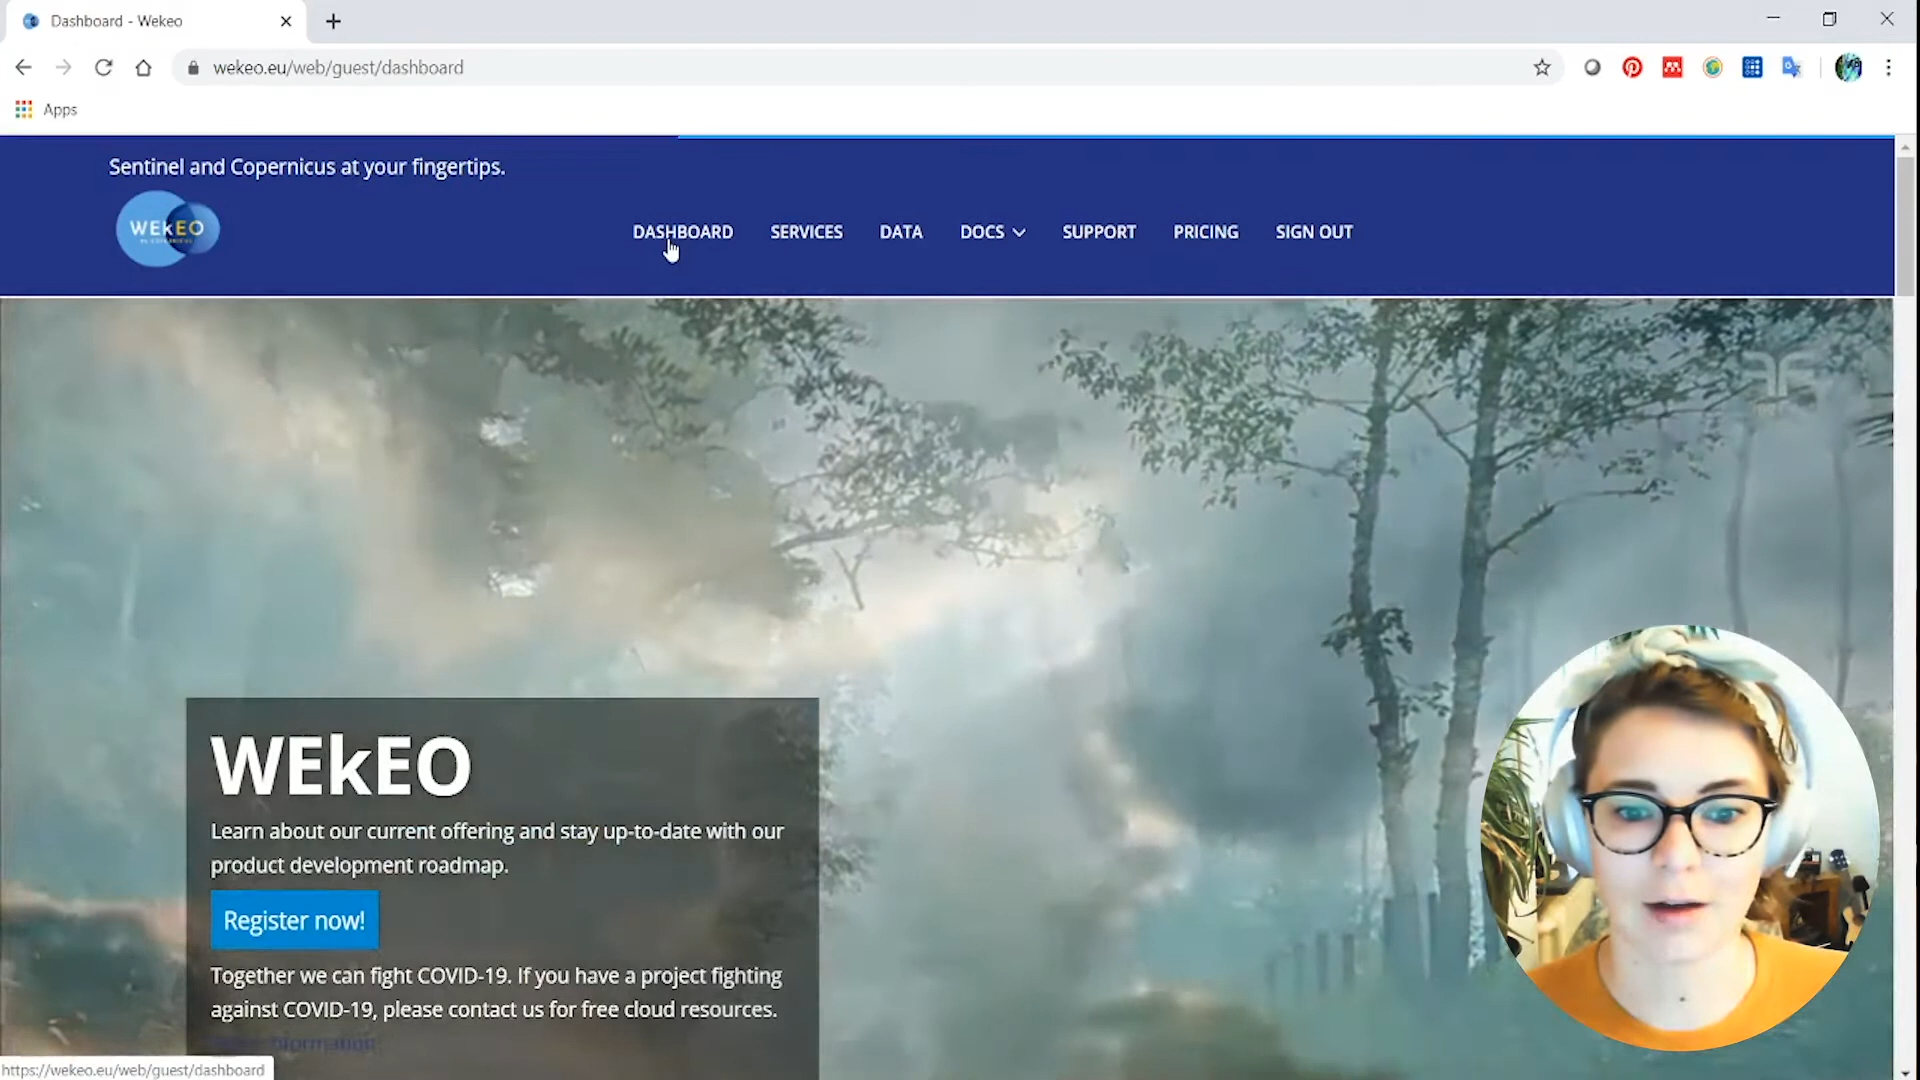 Dashboard - Wekeo
wekeo.eu/web/guest/dashboard
Apps
Sentinel and Copernicus at your fingertips.
WEkEO
DASHBOARD SERVICES DATA DOCS SUPPORT PRICING SIGN OUT
WEkEO
Learn about our current offering and stay up-to-date with our
product development roadmap.
Register now!
Together we can fight COVID-19. If you have a project fighting
against COVID-19, please contact us for free cloud resources.
information
https://wekeo.eu/web/guest/dashboard